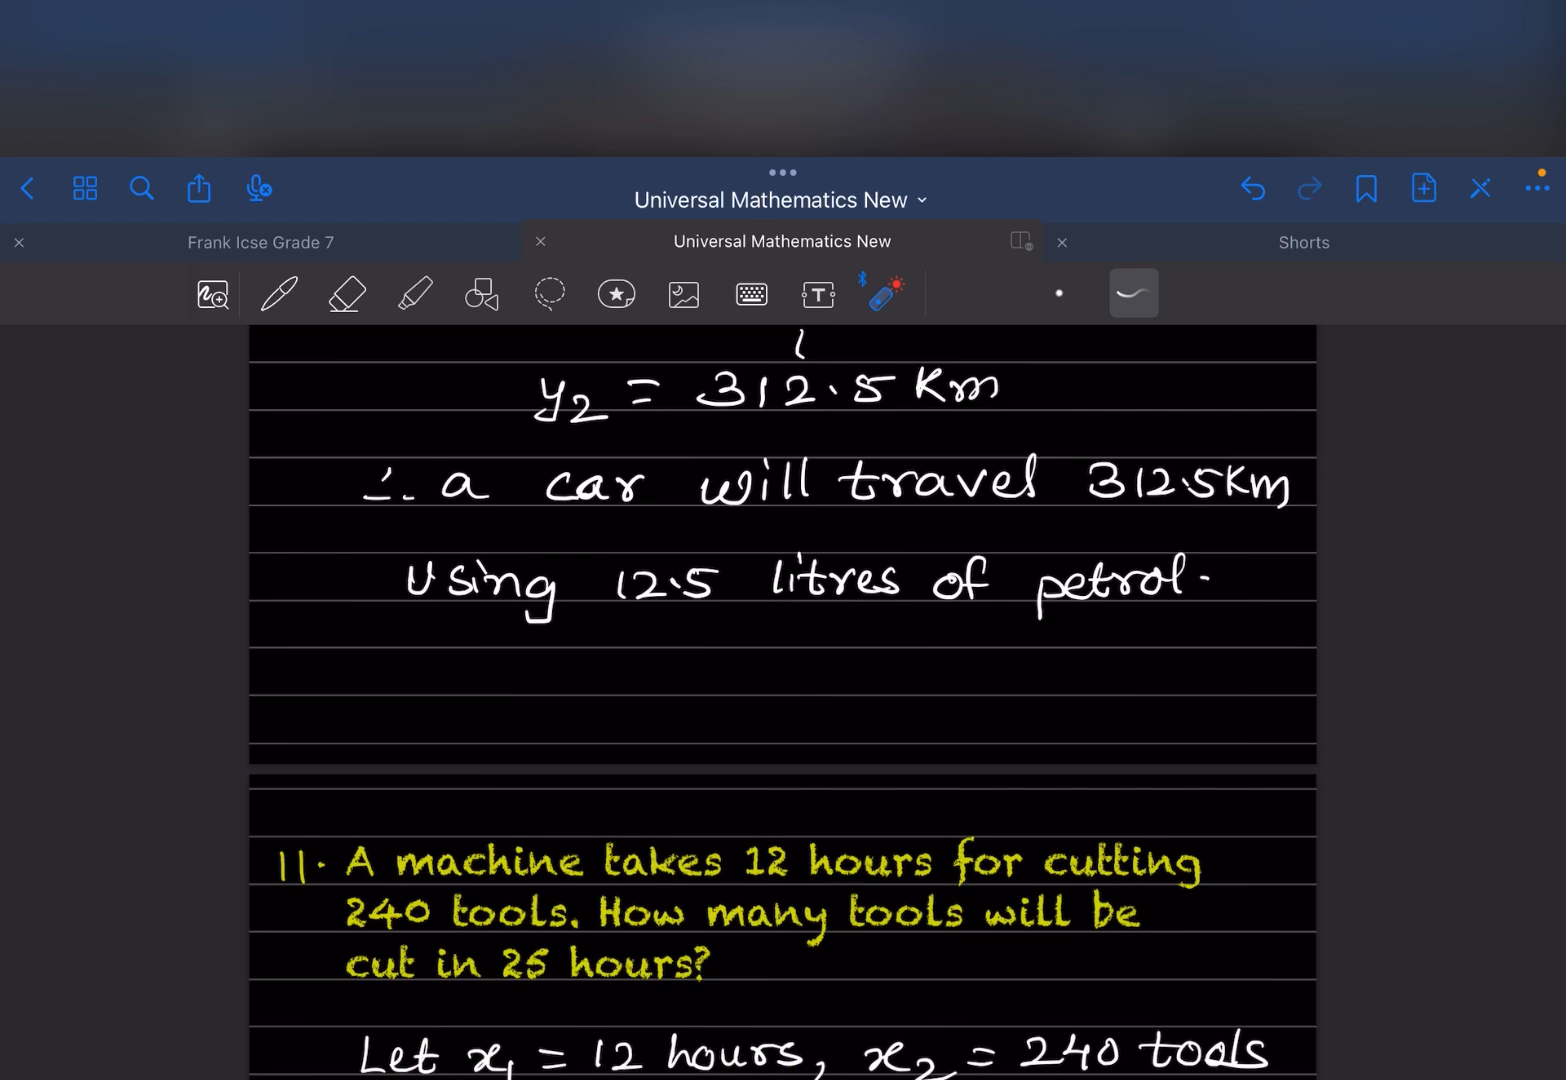 Universal Mathematics New
Frank Icse Grade 7
Universal Mathematics New
Shorts
y₂ = 312.5 Km
∴ a car will travel 312.5Km
Using 12.5 litres of petrol.
11. A machine takes 12 hours for cutting
240 tools. How many tools will be
cut in 25 hours?
Let x₁ = 12 hours, x₂ = 240 tools